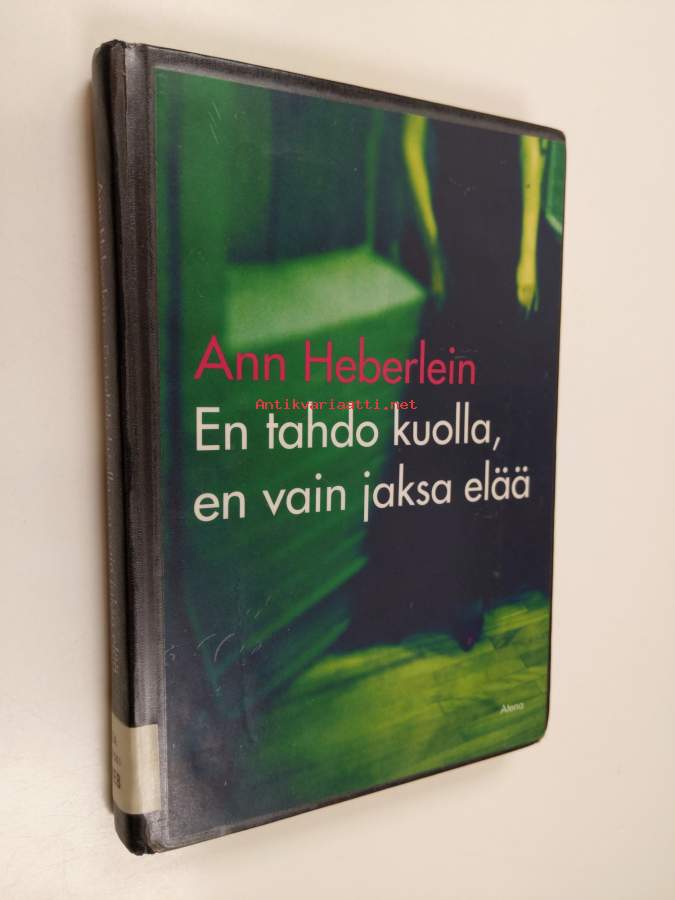 Ann Heberlein
Antikvariaatti.net
En tahdo kuolla,
en vain jaksa elää
Atena